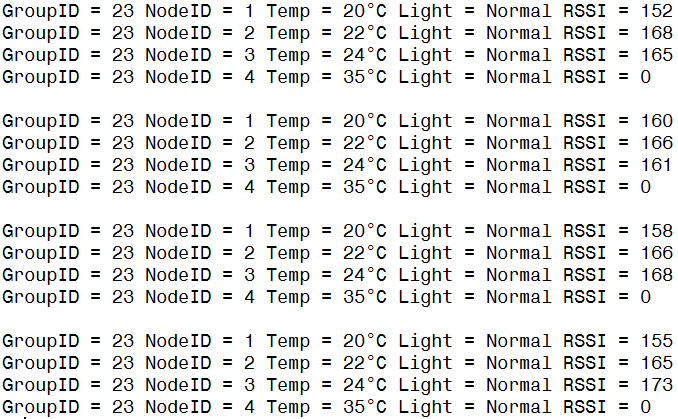 GroupID = 23 NodeID = 1 Temp = 20°C Light = Normal RSSI = 152
GroupID = 23 NodeID = 2 Temp = 22°C Light = Normal RSSI = 168
GroupID = 23 NodeID = 3 Temp = 24°C Light = Normal RSSI = 165
GroupID = 23 NodeID = 4 Temp = 35°C Light = Normal RSSI = 0

GroupID = 23 NodeID = 1 Temp = 20°C Light = Normal RSSI = 160
GroupID = 23 NodeID = 2 Temp = 22°C Light = Normal RSSI = 166
GroupID = 23 NodeID = 3 Temp = 24°C Light = Normal RSSI = 161
GroupID = 23 NodeID = 4 Temp = 35°C Light = Normal RSSI = 0

GroupID = 23 NodeID = 1 Temp = 20°C Light = Normal RSSI = 158
GroupID = 23 NodeID = 2 Temp = 22°C Light = Normal RSSI = 166
GroupID = 23 NodeID = 3 Temp = 24°C Light = Normal RSSI = 168
GroupID = 23 NodeID = 4 Temp = 35°C Light = Normal RSSI = 0

GroupID = 23 NodeID = 1 Temp = 20°C Light = Normal RSSI = 155
GroupID = 23 NodeID = 2 Temp = 22°C Light = Normal RSSI = 165
GroupID = 23 NodeID = 3 Temp = 24°C Light = Normal RSSI = 173
GroupID = 23 NodeID = 4 Temp = 35°C Light = Normal RSSI = 0